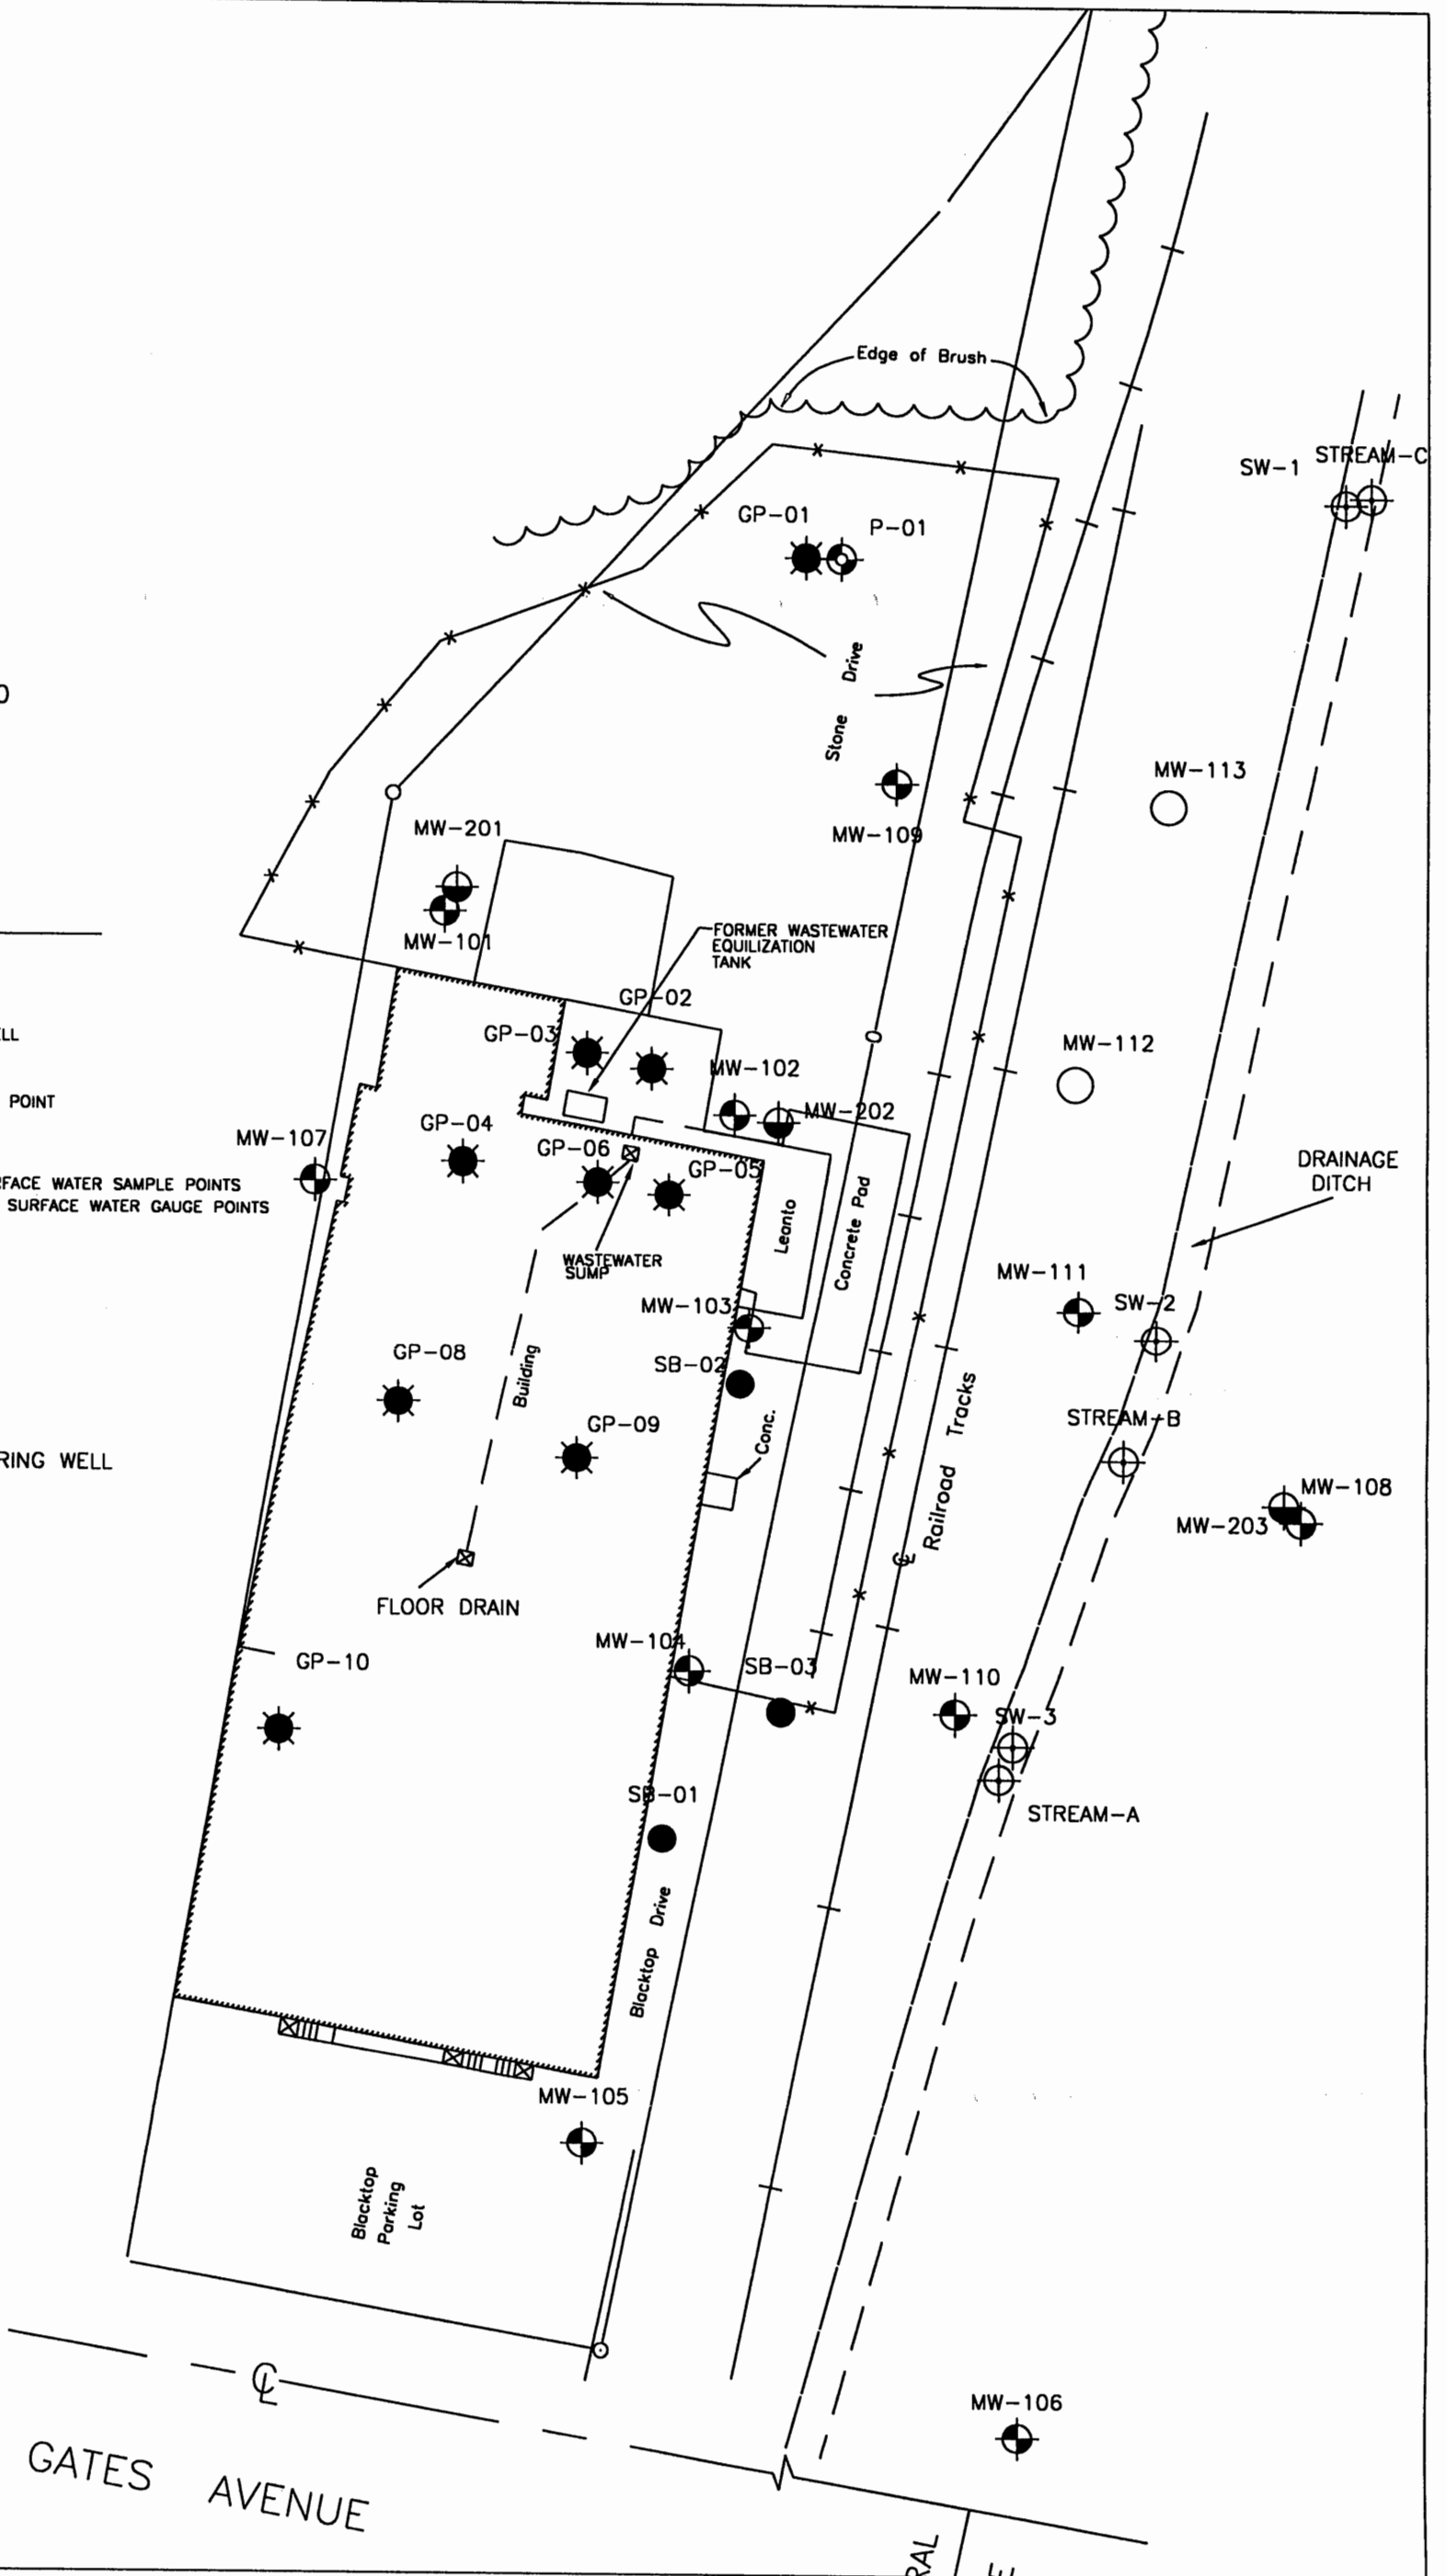 Edge of Brush
SW-1
STREAM-C
GP-01
P-01
Stone Drive
MW-113
MW-109
MW-201
MW-101
FORMER WASTEWATER
EQUILIZATION
TANK
GP-02
GP-03
MW-102
MW-112
MW-202
POINT
GP-04
MW-107
GP-06
GP-05
DRAINAGE
DITCH
SURFACE WATER GAUGE POINTS
WATER SAMPLE POINTS
Leanto
Concrete Pad
WASTEWATER
SUMP
MW-111
MW-103
SW-2
GP-08
SB-02
Building
STREAM-B
GP-09
Conc.
WELL
MW-108
MW-203
Railroad Tracks
FLOOR DRAIN
MW-104
GP-10
SB-03
MW-110
SW-3
SB-01
STREAM-A
Blacktop Drive
MW-105
Blacktop
Parking
Lot
CL
MW-106
GATES AVENUE